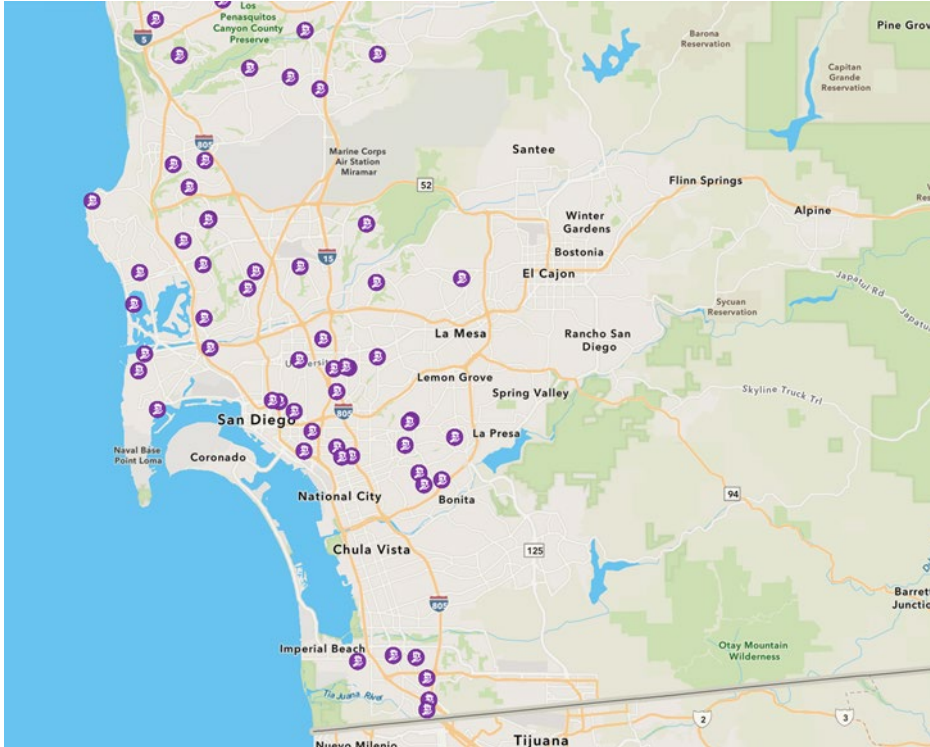 Los
Penasquitos
Canyon County
Preserve
5
Pine Grov
Barona
Reservation
Capitan
Grande
Reservation
805
Marine Corps
Air Station
Miramar
Santee
52
Flinn Springs
Winter
Gardens
Alpine
Bostonia
15
El Cajon
Japatul Rd
Japatu
Sycuan
Reservation
La Mesa
Rancho San
Diego
Lemon Grove
Spring Valley
Skyline Truck Trl
805
San Diego
La Presa
Naval Base
Point Loma
Coronado
National City
Bonita
94
Chula Vista
125
805
Barrett
Junctio
Imperial Beach
Otay Mountain
Wilderness
Tia Juana River
2
3
Tijuana
Nuevo Milenio